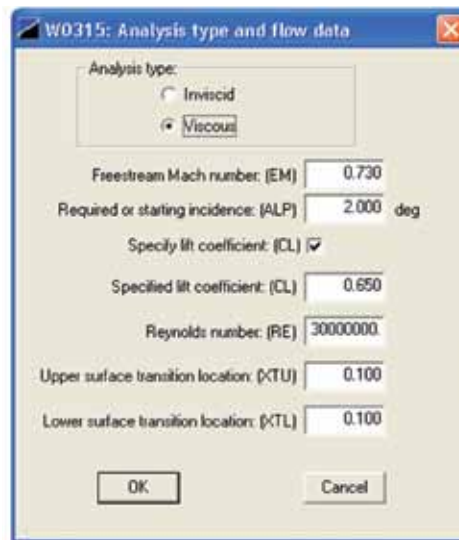 W0315: Analysis type and flow data
Analysis type:
Inviscid
Viscous
Freestream Mach number: (EM) 0.730
Required or starting incidence: (ALP) 2.000 deg
Specify lift coefficient: (CL)
Specified lift coefficient: (CL) 0.650
Reynolds number: (RE) 30000000.
Upper surface transition location: (XTU) 0.100
Lower surface transition location: (XTL) 0.100
OK Cancel